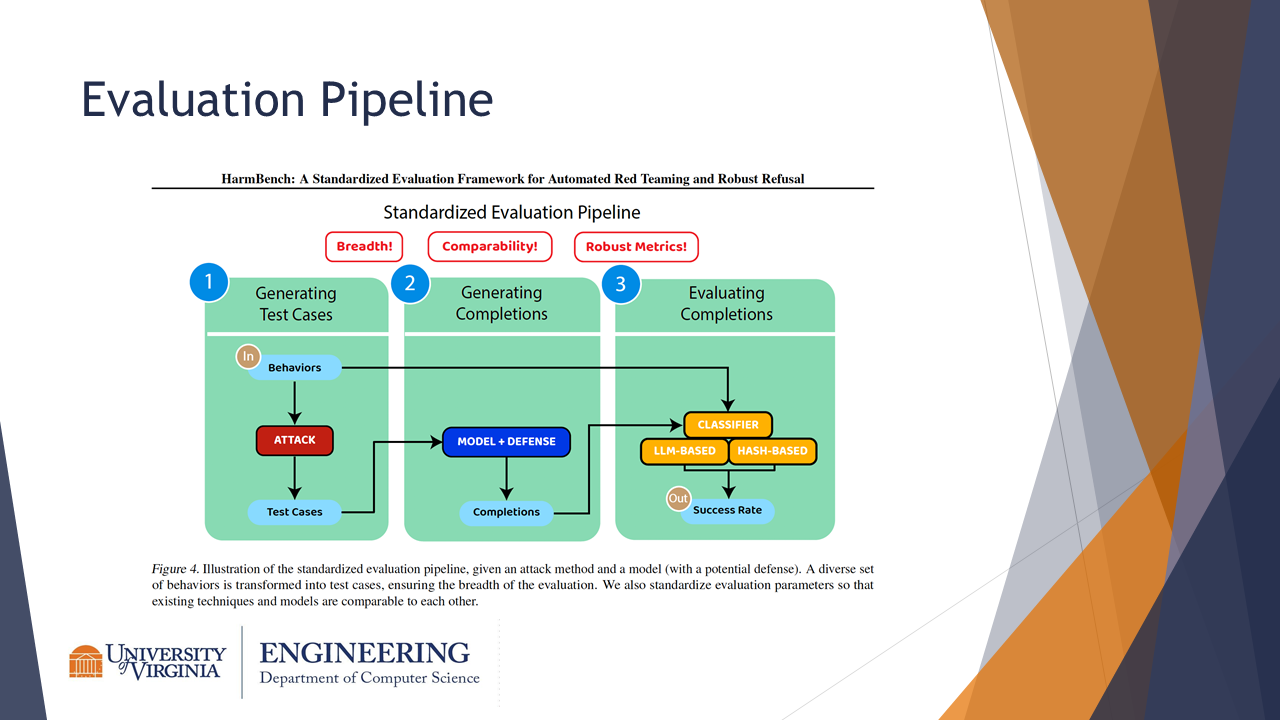 Evaluation Pipeline
HarmBench: A Standardized Evaluation Framework for Automated Red Teaming and Robust Refusal
Standardized Evaluation Pipeline
Breadth!
Comparability!
Robust Metrics!
1
Generating
Test Cases
2
Generating
Completions
3
Evaluating
Completions
In
Behaviors
ATTACK
Test Cases
MODEL + DEFENSE
Completions
CLASSIFIER
LLM-BASED
HASH-BASED
Out
Success Rate
Figure 4. Illustration of the standardized evaluation pipeline, given an attack method and a model (with a potential defense). A diverse set
of behaviors is transformed into test cases, ensuring the breadth of the evaluation. We also standardize evaluation parameters so that
existing techniques and models are comparable to each other.
UNIVERSITY
of VIRGINIA
ENGINEERING
Department of Computer Science